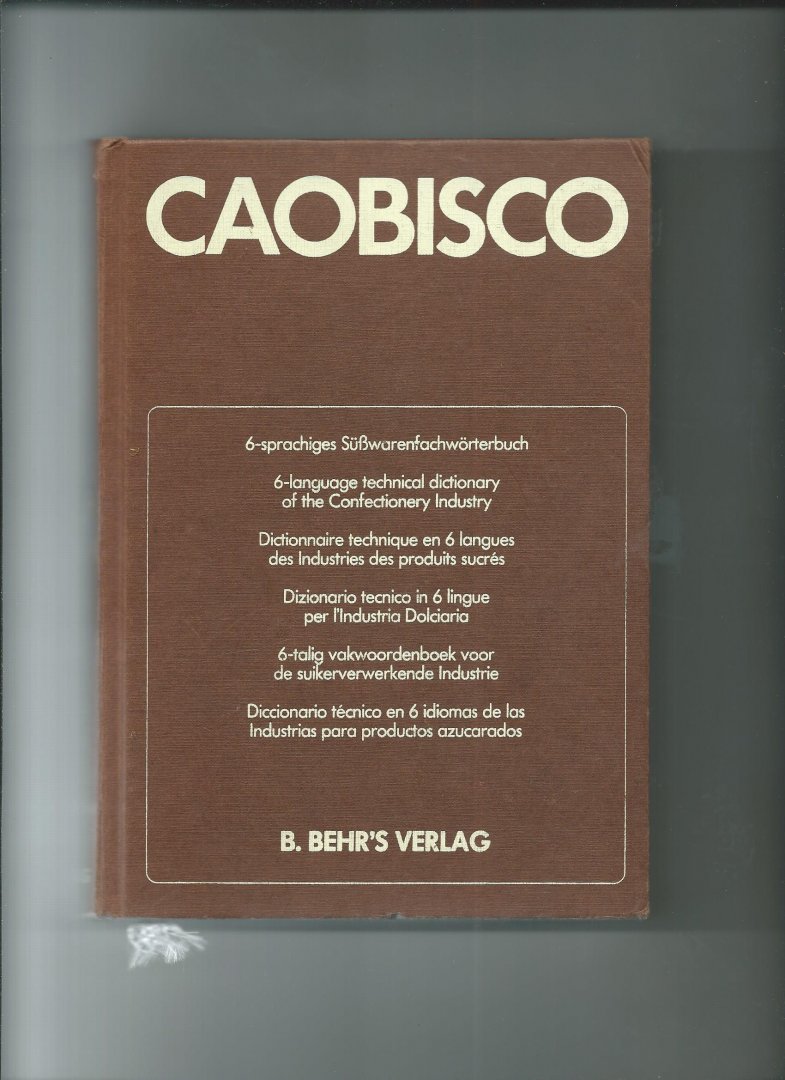 CAOBISCO
6-sprachiges Süßwarenfachwörterbuch
6-language technical dictionary
of the Confectionery Industry
Dictionnaire technique en 6 langues
des Industries des produits sucrés
Dizionario tecnico in 6 lingue
per l'Industria Dolciaria
6-talig vakwoordenboek voor
de suikerverwerkende Industrie
Diccionario técnico en 6 idiomas de las
Industrias para productos azucarados
B. BEHR'S VERLAG